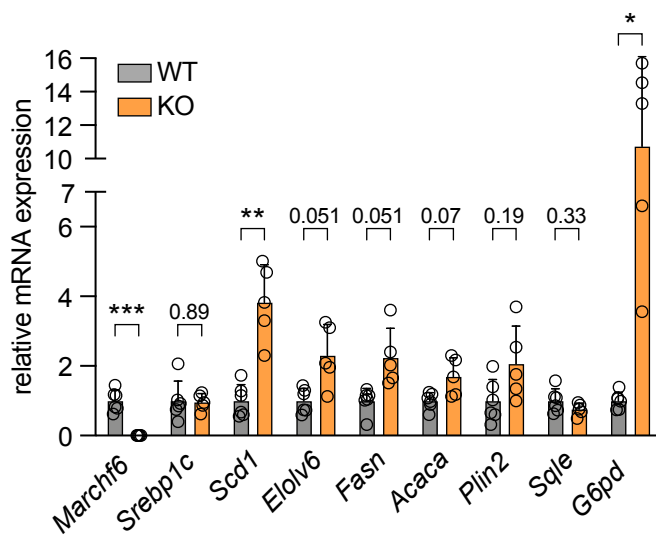 *
16
14
12
10
7
6
4
2
0
relative mRNA expression
WT
KO
***
0.89
**
0.051
0.051
0.07
0.19
0.33
Marchf6
Srebp1c
Scd1
Elolv6
Fasn
Acaca
Plin2
Sqle
G6pd